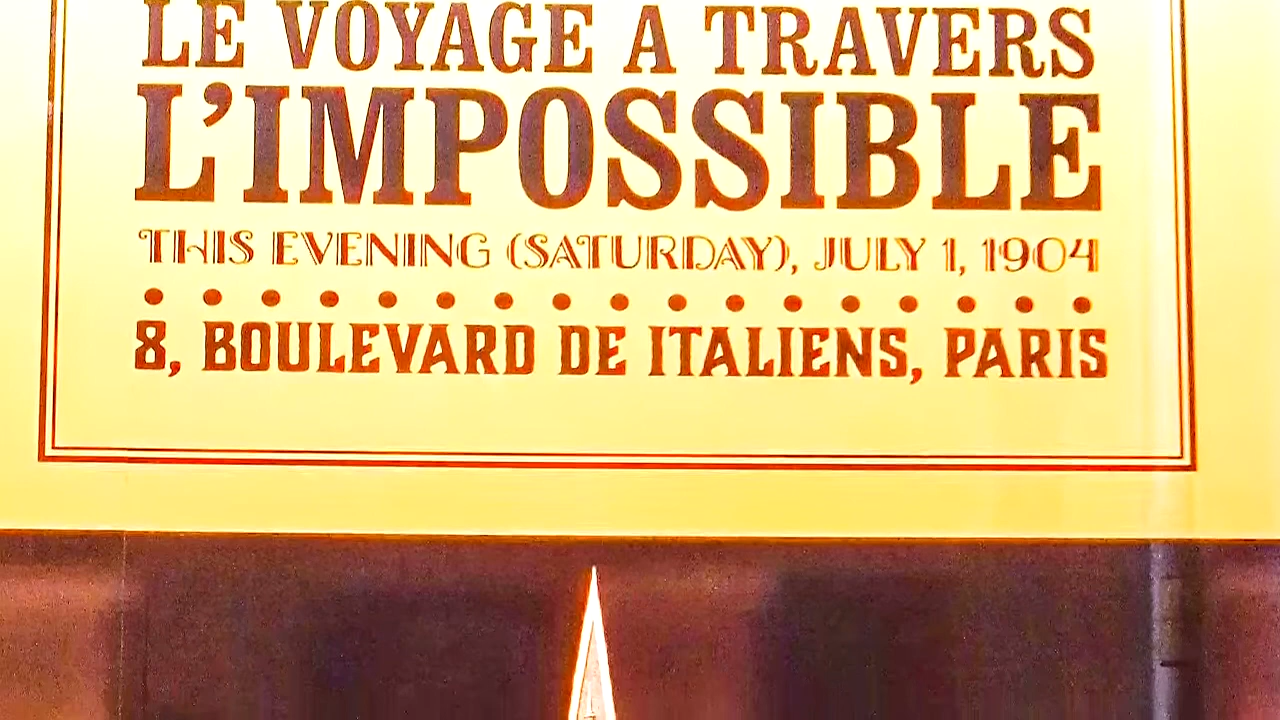 LE VOYAGE A TRAVERS
L'IMPOSSIBLE
THIS EVENING (SATURDAY), JULY 1, 1904
8, BOULEVARD DE ITALIENS, PARIS